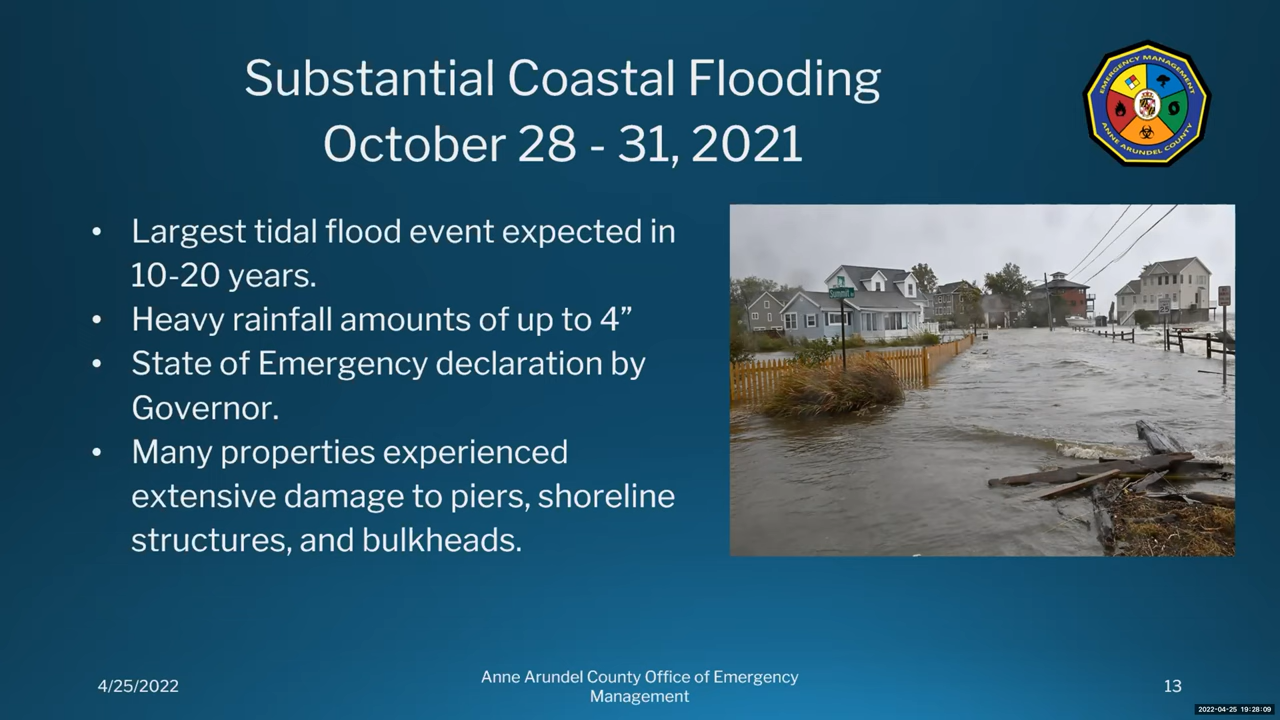 Substantial Coastal Flooding
October 28 - 31, 2021
EMERGENCY MANAGEMENT
ANNE ARUNDEL COUNTY
• Largest tidal flood event expected in
10-20 years.
• Heavy rainfall amounts of up to 4”
• State of Emergency declaration by
Governor.
• Many properties experienced
extensive damage to piers, shoreline
structures, and bulkheads.
Summit
4/25/2022
Anne Arundel County Office of Emergency
Management
13
2022-04-25 19:28:09